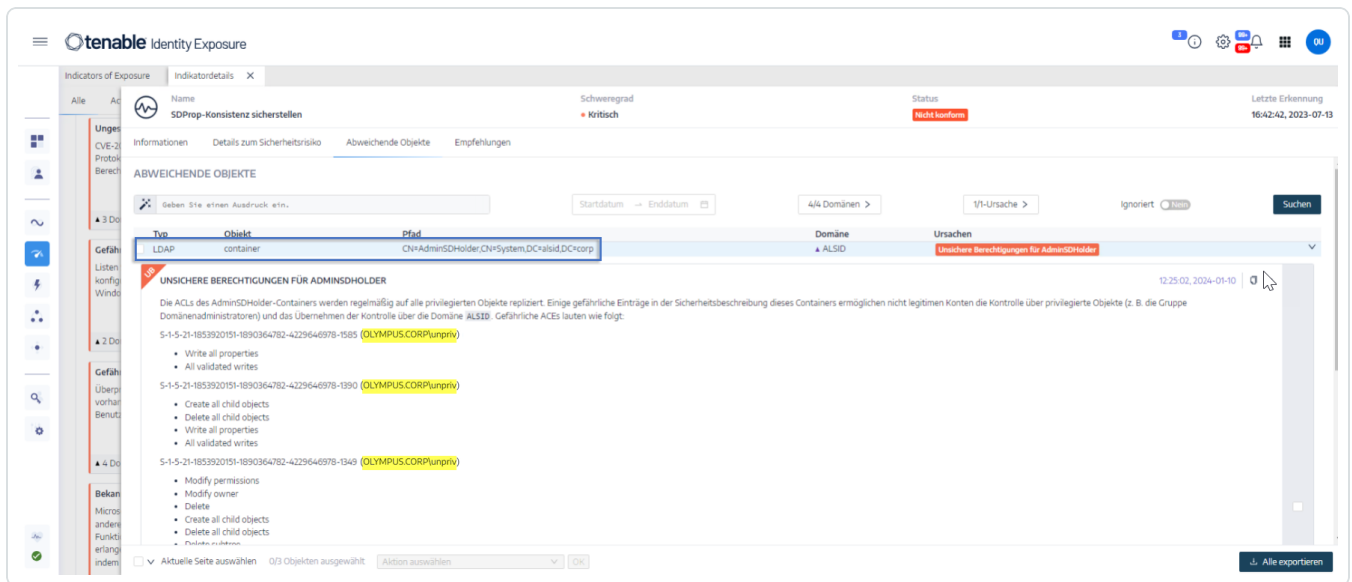 tenable Identity Exposure
3
99+
99+
OU
Indicators of Exposure
Indikatordetails
Alle
Name
Schweregrad
Status
Letzte Erkennung
SDProp-Konsistenz sicherstellen
Kritisch
Nicht konform
16:42:42, 2023-07-13
Informationen
Details zum Sicherheitsrisiko
Abweichende Objekte
Empfehlungen
ABWEICHENDE OBJEKTE
Geben Sie einen Ausdruck ein.
Startdatum → Enddatum
4/4 Domänen >
1/1-Ursache >
Ignoriert Nein
Suchen
Typ Objekt Pfad Domäne Ursachen
LDAP container CN=AdminSDHolder,CN=System,DC=alsid,DC=corp ALSID Unsichere Berechtigungen für AdminSDHolder
UB
UNSICHERE BERECHTIGUNGEN FÜR ADMINSDHOLDER
12:25:02, 2024-01-10
Die ACLs des AdminSDHolder-Containers werden regelmäßig auf alle privilegierten Objekte repliziert. Einige gefährliche Einträge in der Sicherheitsbeschreibung dieses Containers ermöglichen nicht legitimen Konten die Kontrolle über privilegierte Objekte (z. B. die Gruppe
Domänenadministratoren) und das Übernehmen der Kontrolle über die Domäne ALSID. Gefährliche ACEs lauten wie folgt:
S-1-5-21-1853920151-1890364782-4229646978-1585 (OLYMPUS.CORP\unpriv)
• Write all properties
• All validated writes
S-1-5-21-1853920151-1890364782-4229646978-1390 (OLYMPUS.CORP\unpriv)
• Create all child objects
• Delete all child objects
• Write all properties
• All validated writes
S-1-5-21-1853920151-1890364782-4229646978-1349 (OLYMPUS.CORP\unpriv)
• Modify permissions
• Modify owner
• Delete
• Create all child objects
• Delete all child objects
Aktuelle Seite auswählen
0/3 Objekten ausgewählt
Aktion auswählen
OK
Alle exportieren